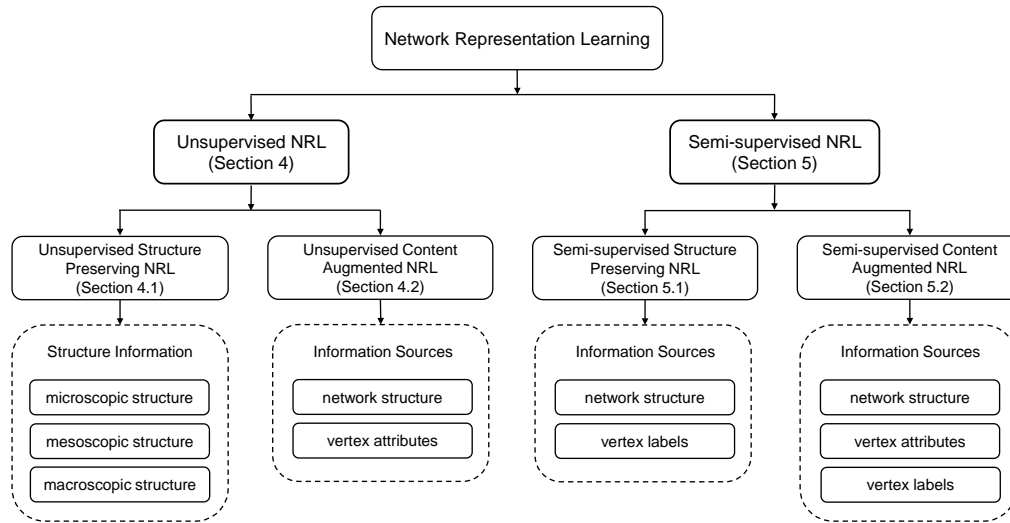 Network Representation Learning
Unsupervised NRL
(Section 4)
Semi-supervised NRL
(Section 5)
Unsupervised Structure
Preserving NRL
(Section 4.1)
Unsupervised Content
Augmented NRL
(Section 4.2)
Semi-supervised Structure
Preserving NRL
(Section 5.1)
Semi-supervised Content
Augmented NRL
(Section 5.2)
Structure Information
microscopic structure
mesoscopic structure
macroscopic structure
Information Sources
network structure
vertex attributes
Information Sources
network structure
vertex labels
Information Sources
network structure
vertex attributes
vertex labels